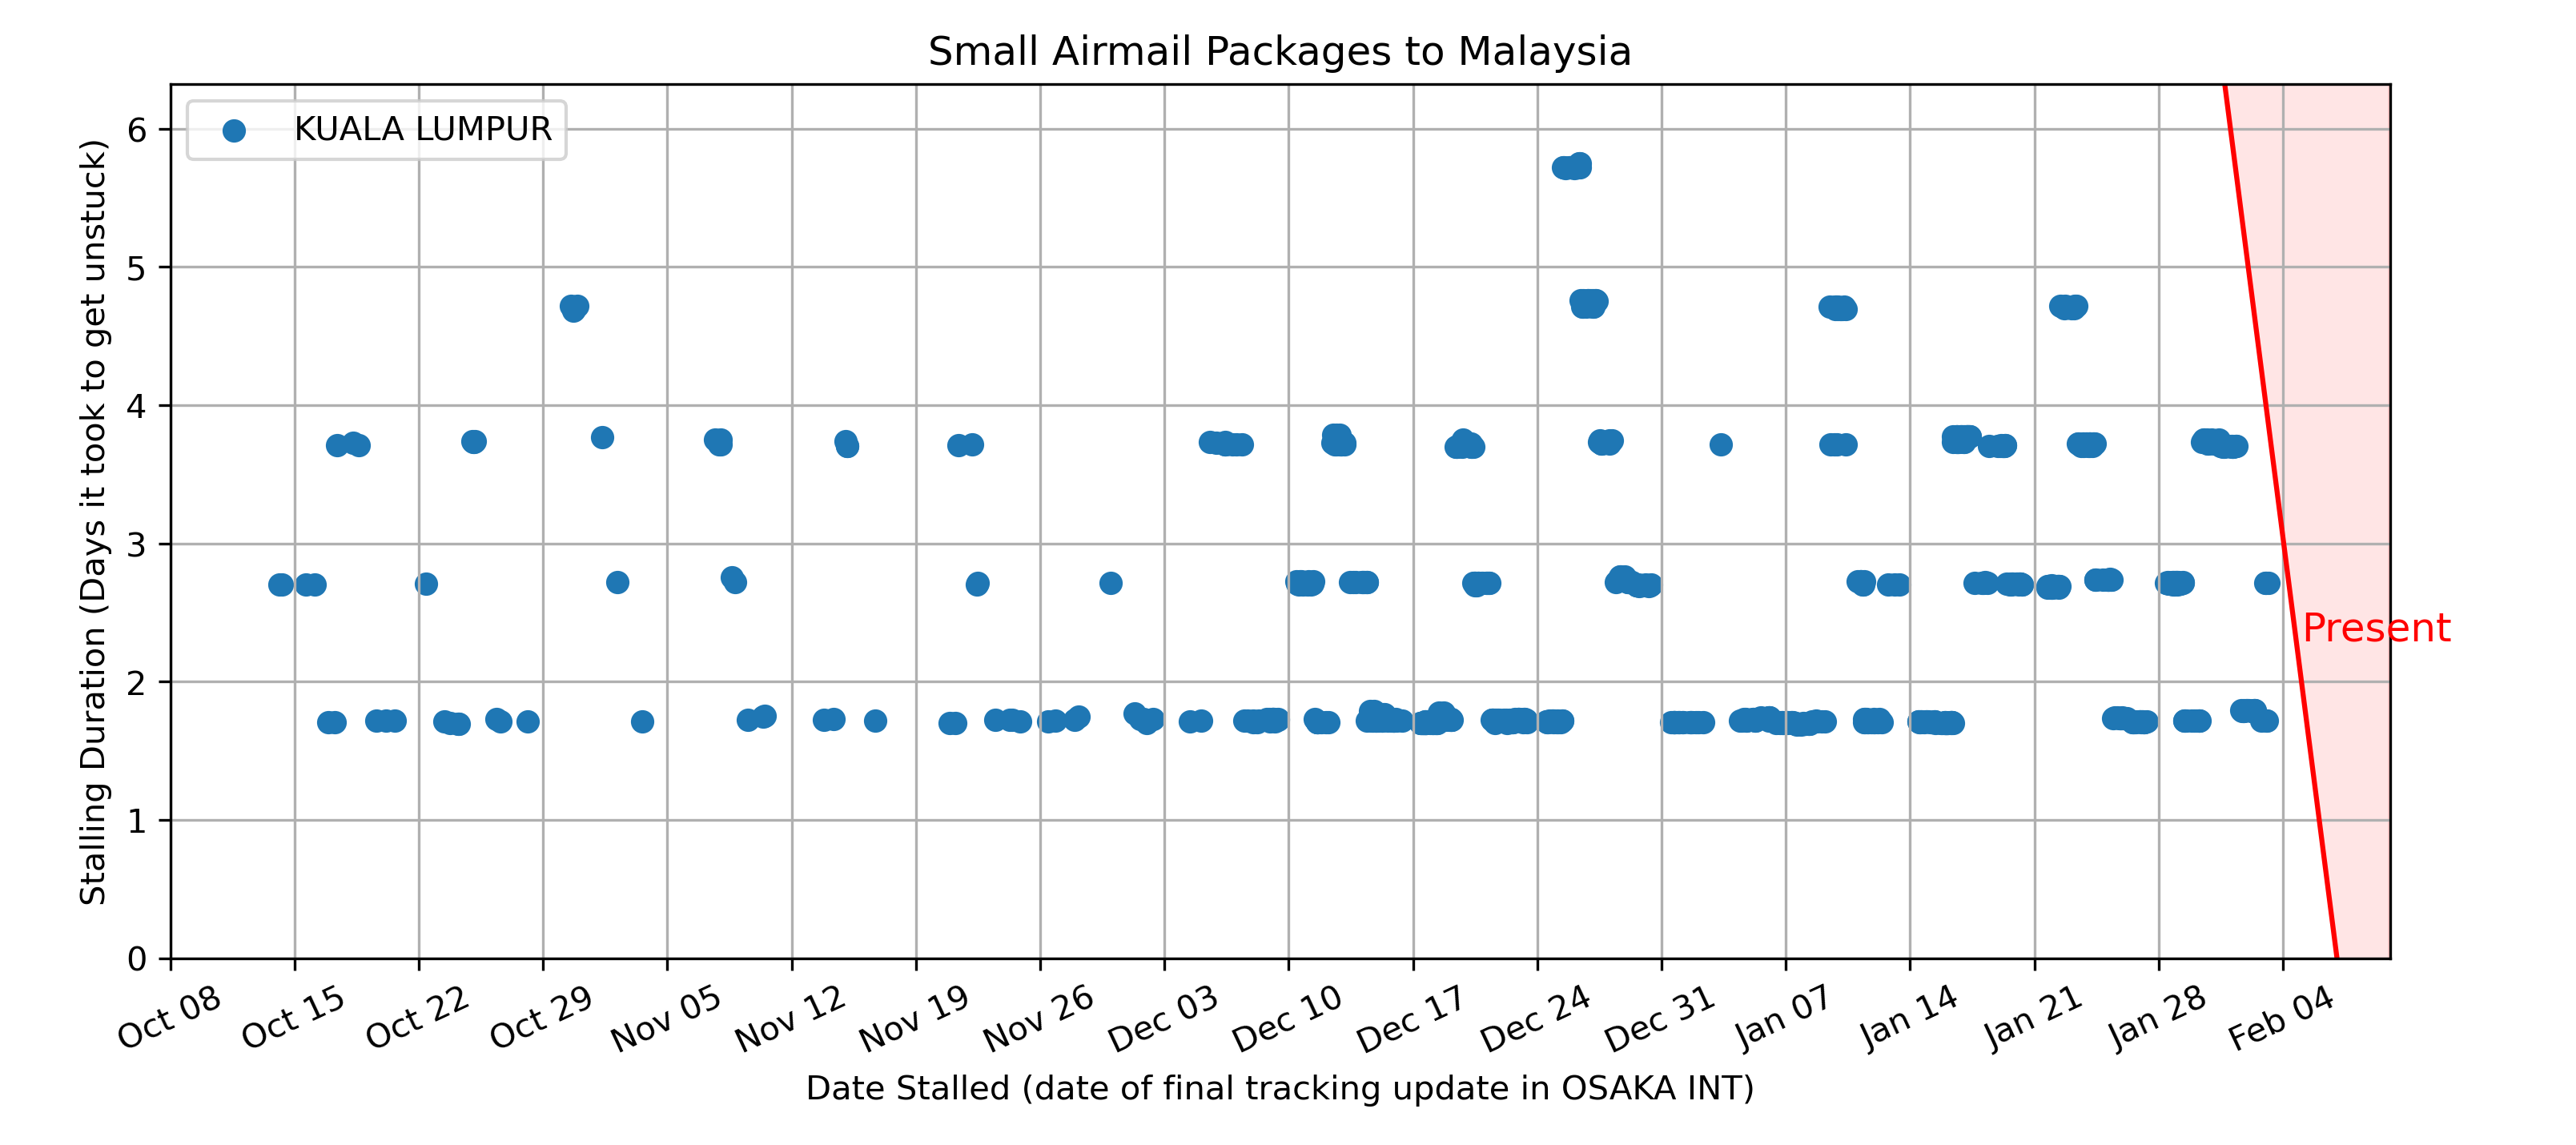 Small Airmail Packages to Malaysia
KUALA LUMPUR
Stalling Duration (Days it took to get unstuck)
6
5
4
3
2
1
0
Present
Oct 08 Oct 15 Oct 22 Oct 29 Nov 05 Nov 12 Nov 19 Nov 26 Dec 03 Dec 10 Dec 17 Dec 24 Dec 31 Jan 07 Jan 14 Jan 21 Jan 28 Feb 04
Date Stalled (date of final tracking update in OSAKA INT)